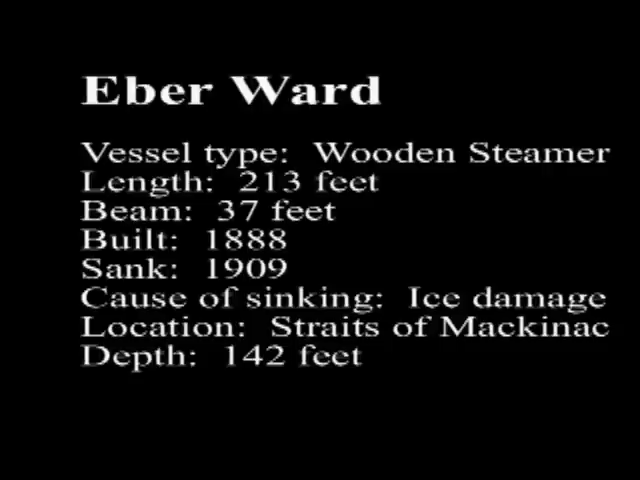 Eber Ward
Vessel type: Wooden Steamer
Length: 213 feet
Beam: 37 feet
Built: 1888
Sank: 1909
Cause of sinking: Ice damage
Location: Straits of Mackinac
Depth: 142 feet